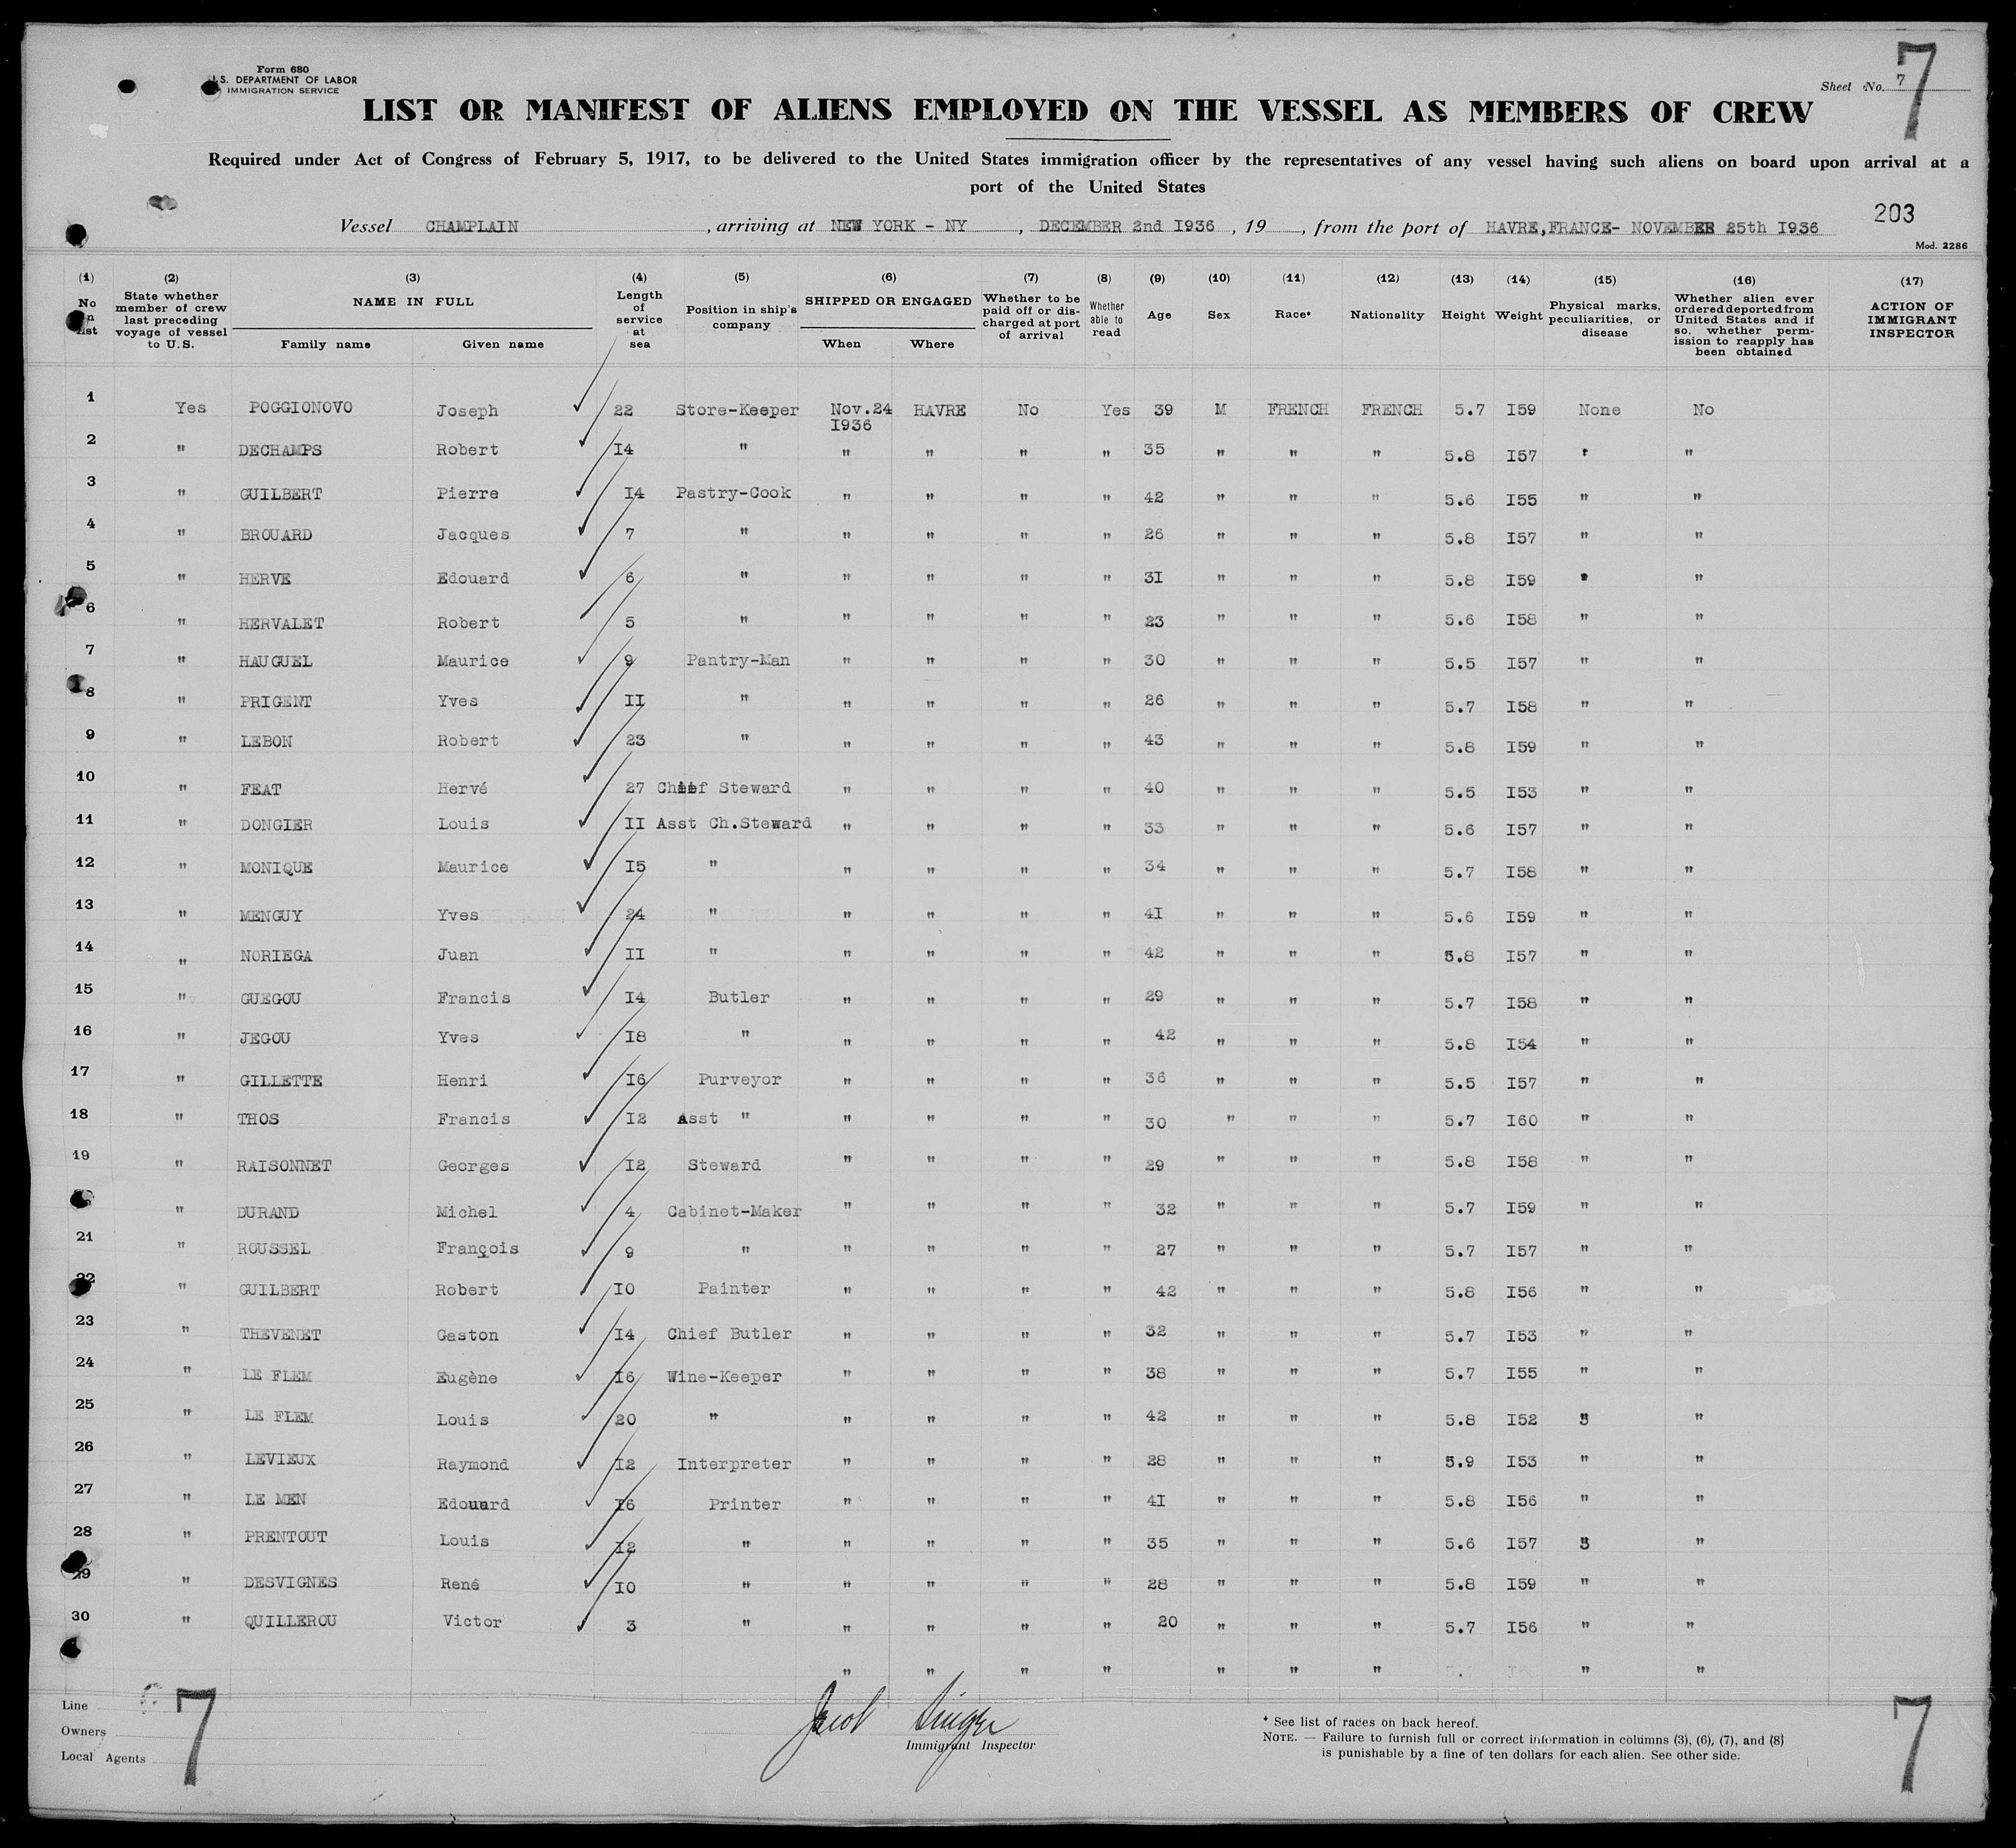 Form 680
U.S. DEPARTMENT OF LABOR
IMMIGRATION SERVICE
Sheet No. 7
7
LIST OR MANIFEST OF ALIENS EMPLOYED ON THE VESSEL AS MEMBERS OF CREW
Required under Act of Congress of February 5, 1917, to be delivered to the United States immigration officer by the representatives of any vessel having such aliens on board upon arrival at a
port of the United States
203
Vessel CHAMPLAIN , arriving at NEW YORK - NY , DECEMBER 2nd I936 , 19 , from the port of HAVRE,FRANCE- NOVEMBER 25th I936
Mod. 2286
(1) (2) (3) (4) (5) (6) (7) (8) (9) (10) (11) (12) (13) (14) (15) (16) (17)
No on list
State whether member of crew last preceding voyage of vessel to U.S.
NAME IN FULL
Family name Given name
Length of service at sea
Position in ship's company
SHIPPED OR ENGAGED
When Where
Whether to be paid off or discharged at port of arrival
Whether able to read
Age
Sex
Race*
Nationality
Height
Weight
Physical marks, peculiarities, or disease
Whether alien ever ordered deported from United States and if so, whether permission to reapply has been obtained
ACTION OF IMMIGRANT INSPECTOR
1 Yes POGGIONOVO Joseph 22 Store-Keeper Nov.24 I936 HAVRE No Yes 39 M FRENCH FRENCH 5.7 I59 None No
2 " DECHAMPS Robert I4 " " " " " 35 " " " 5.8 I57 " "
3 " GUILBERT Pierre I4 Pastry-Cook " " " " 42 " " " 5.6 I55 " "
4 " BROUARD Jacques 7 " " " " " 26 " " " 5.8 I57 " "
5 " HERVE Edouard 6 " " " " " 3I " " " 5.8 I59 " "
6 " HERVALET Robert 5 " " " " " 23 " " " 5.6 I58 " "
7 " HAUGUEL Maurice 9 Pantry-Man " " " " 30 " " " 5.5 I57 " "
8 " PRIGENT Yves II " " " " " 26 " " " 5.7 I58 " "
9 " LEBON Robert 23 " " " " " 43 " " " 5.8 I59 " "
10 " FEAT Hervé 27 Chief Steward " " " " 40 " " " 5.5 I53 " "
11 " DONGIER Louis II Asst Ch.Steward " " " " 33 " " " 5.6 I57 " "
12 " MONIQUE Maurice I5 " " " " " 34 " " " 5.7 I58 " "
13 " MENGUY Yves 24 " " " " " 4I " " " 5.6 I59 " "
14 " NORIEGA Juan II " " " " " 42 " " " 5.8 I57 " "
15 " GUEGOU Francis I4 Butler " " " " 29 " " " 5.7 I58 " "
16 " JEGOU Yves I8 " " " " " 42 " " " 5.8 I54 " "
17 " GILLETTE Henri I6 Purveyor " " " " 36 " " " 5.5 I57 " "
18 " THOS Francis I2 Asst " " " " " 30 " " " 5.7 I60 " "
19 " RAISONNET Georges I2 Steward " " " " 29 " " " 5.8 I58 " "
" DURAND Michel 4 Cabinet-Maker " " " " 32 " " " 5.7 I59 " "
21 " ROUSSEL François 9 " " " " " 27 " " " 5.7 I57 " "
22 " GUILBERT Robert I0 Painter " " " " 42 " " " 5.8 I56 " "
23 " THEVENET Gaston I4 Chief Butler " " " " 32 " " " 5.7 I53 " "
24 " LE FLEM Eugène I6 Wine-Keeper " " " " 38 " " " 5.7 I55 " "
25 " LE FLEM Louis 20 " " " " " 42 " " " 5.8 I52 " "
26 " LEVIEUX Raymond I2 Interpreter " " " " 28 " " " 5.9 I53 " "
27 " LE MEN Edouard I6 Printer " " " " 4I " " " 5.8 I56 " "
28 " PRENTOUT Louis I2 " " " " " 35 " " " 5.6 I57 " "
29 " DESVIGNES René I0 " " " " " 28 " " " 5.8 I59 " "
30 " QUILLEROU Victor 3 " " " " " 20 " " " 5.7 I56 " "
" " " " " " " " "
Line
Owners
Local Agents
7
Jacob Singer
Immigrant Inspector
* See list of races on back hereof.
NOTE. — Failure to furnish full or correct information in columns (3), (6), (7), and (8)
is punishable by a fine of ten dollars for each alien. See other side.
7